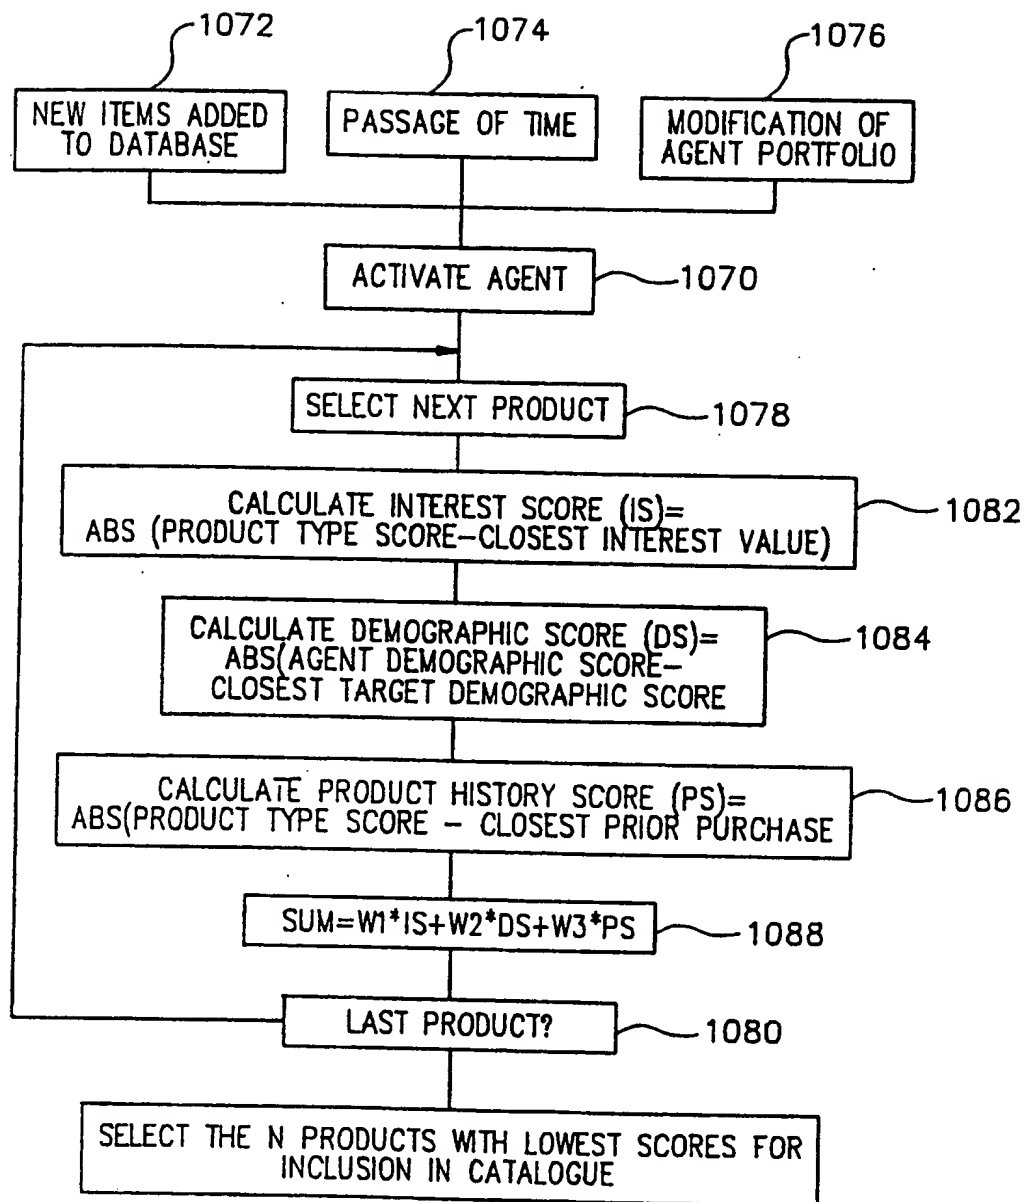 1072
1074
1076
NEW ITEMS ADDED
TO DATABASE
PASSAGE OF TIME
MODIFICATION OF
AGENT PORTFOLIO
ACTIVATE AGENT
1070
SELECT NEXT PRODUCT
1078
CALCULATE INTEREST SCORE (IS)=
ABS (PRODUCT TYPE SCORE-CLOSEST INTEREST VALUE)
1082
CALCULATE DEMOGRAPHIC SCORE (DS)=
ABS(AGENT DEMOGRAPHIC SCORE-
CLOSEST TARGET DEMOGRAPHIC SCORE
1084
CALCULATE PRODUCT HISTORY SCORE (PS)=
ABS(PRODUCT TYPE SCORE - CLOSEST PRIOR PURCHASE
1086
SUM=W1*IS+W2*DS+W3*PS
1088
LAST PRODUCT?
1080
SELECT THE N PRODUCTS WITH LOWEST SCORES FOR
INCLUSION IN CATALOGUE